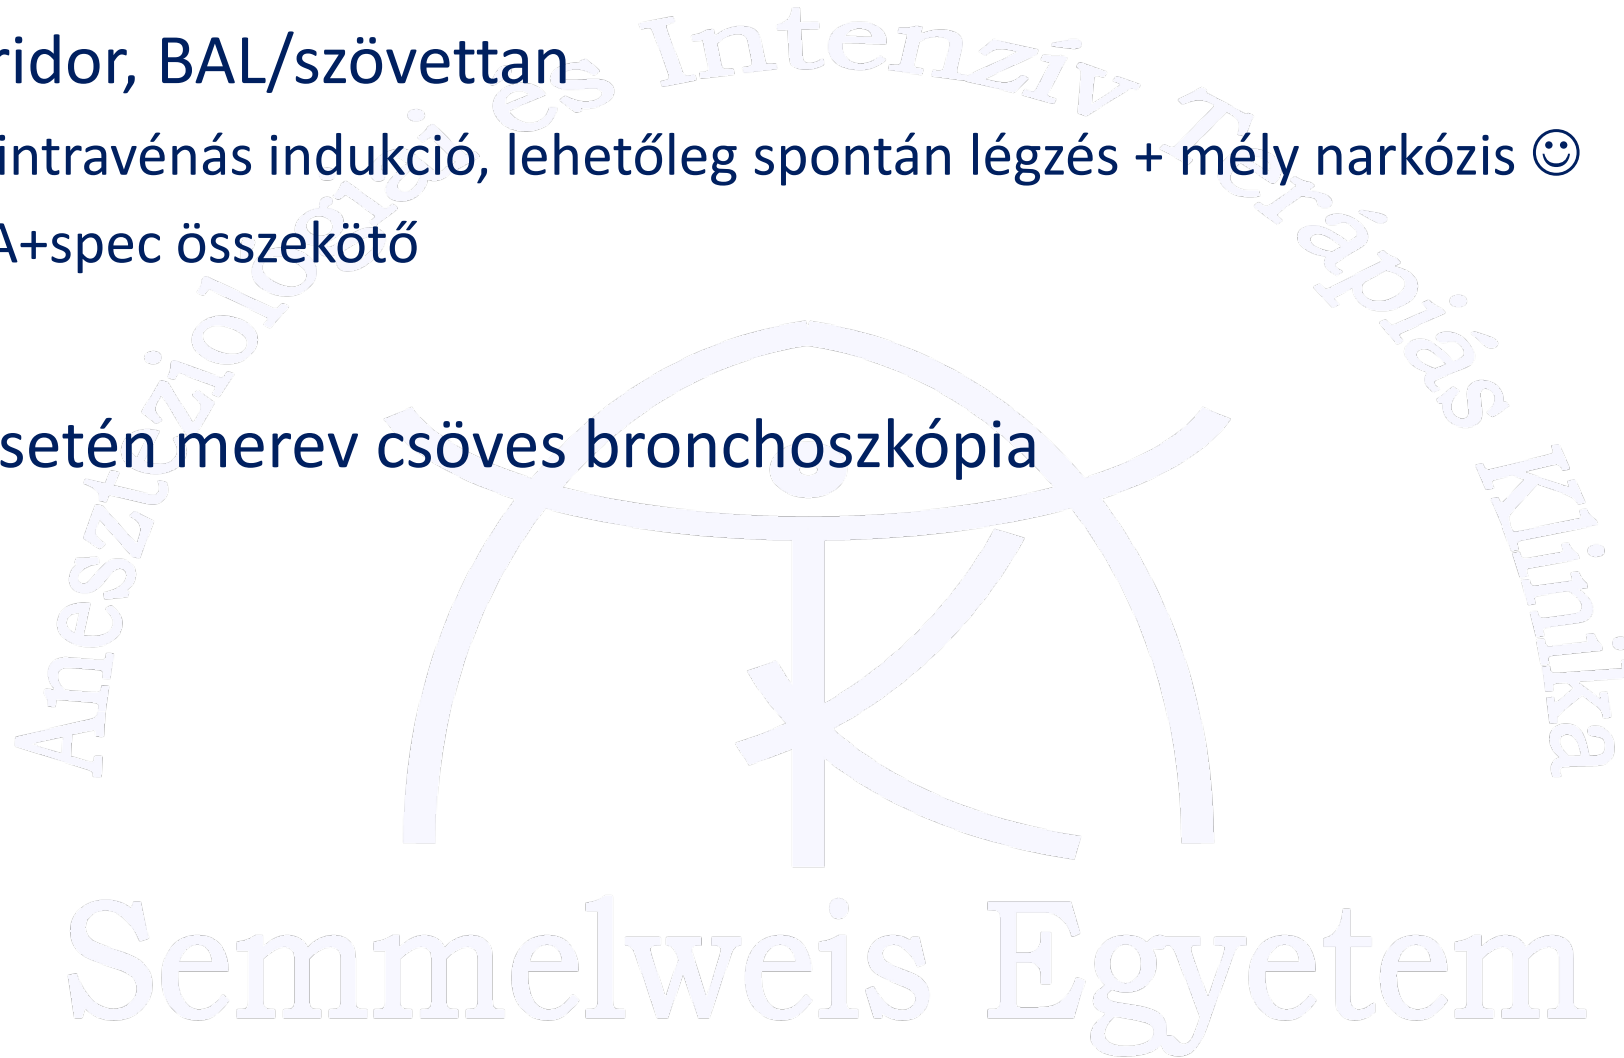 ridor, BAL/szövettan
intravénás indukció, lehetőleg spontán légzés + mély narkózis ☺
A+spec összekötő
setén merev csöves bronchoszkópia
Aneszteziológiai és Intenzív Terápiás Klinika
Semmelweis Egyetem